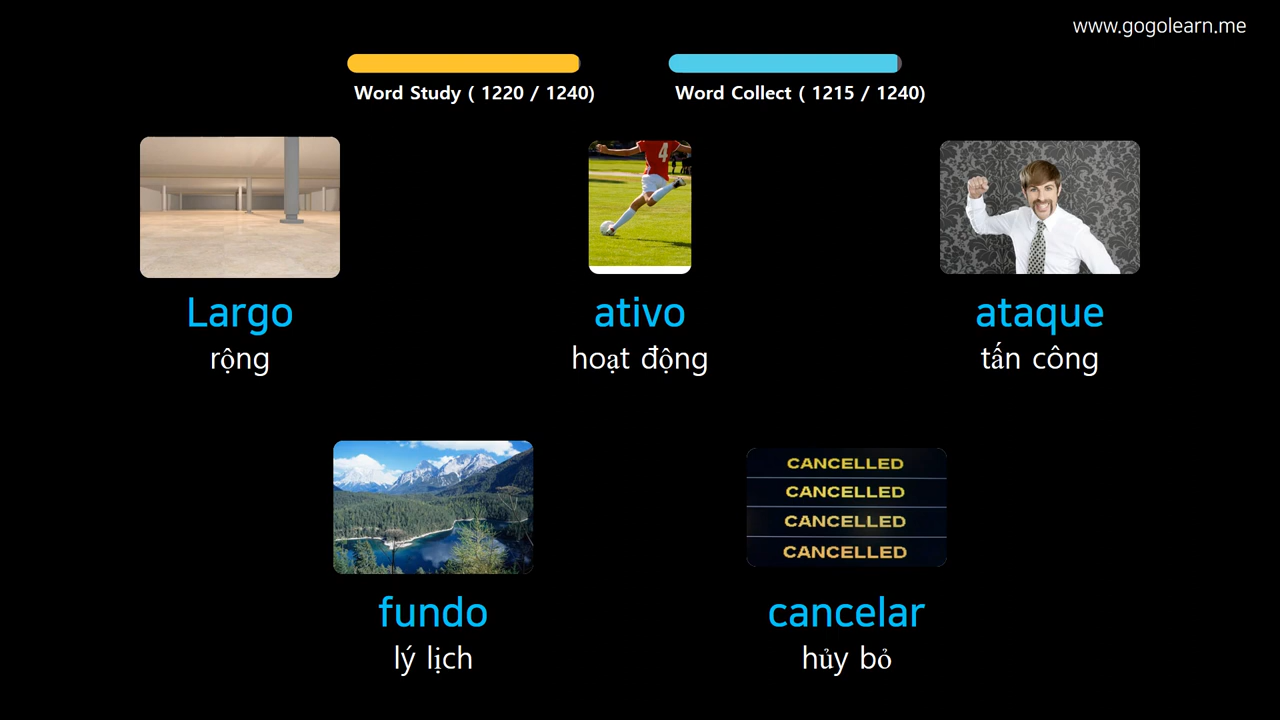 www.gogolearn.me
Word Study ( 1220 / 1240)
Word Collect ( 1215 / 1240)
4
Largo
rộng
ativo
hoạt động
ataque
tấn công
CANCELLED
CANCELLED
CANCELLED
CANCELLED
fundo
lý lịch
cancelar
hủy bỏ